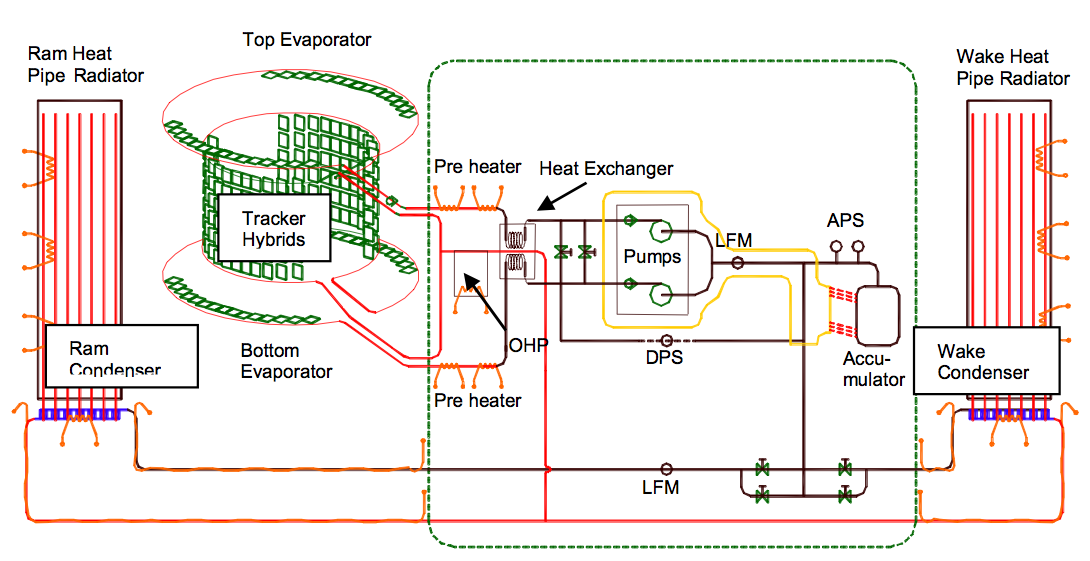 Top Evaporator
Ram Heat
Pipe Radiator
Wake Heat
Pipe Radiator
Pre heater
Heat Exchanger
Tracker
Hybrids
LFM
APS
Pumps
OHP
DPS
Bottom
Evaporator
Ram
Condenser
Accu-
mulator
Wake
Condenser
Pre heater
LFM